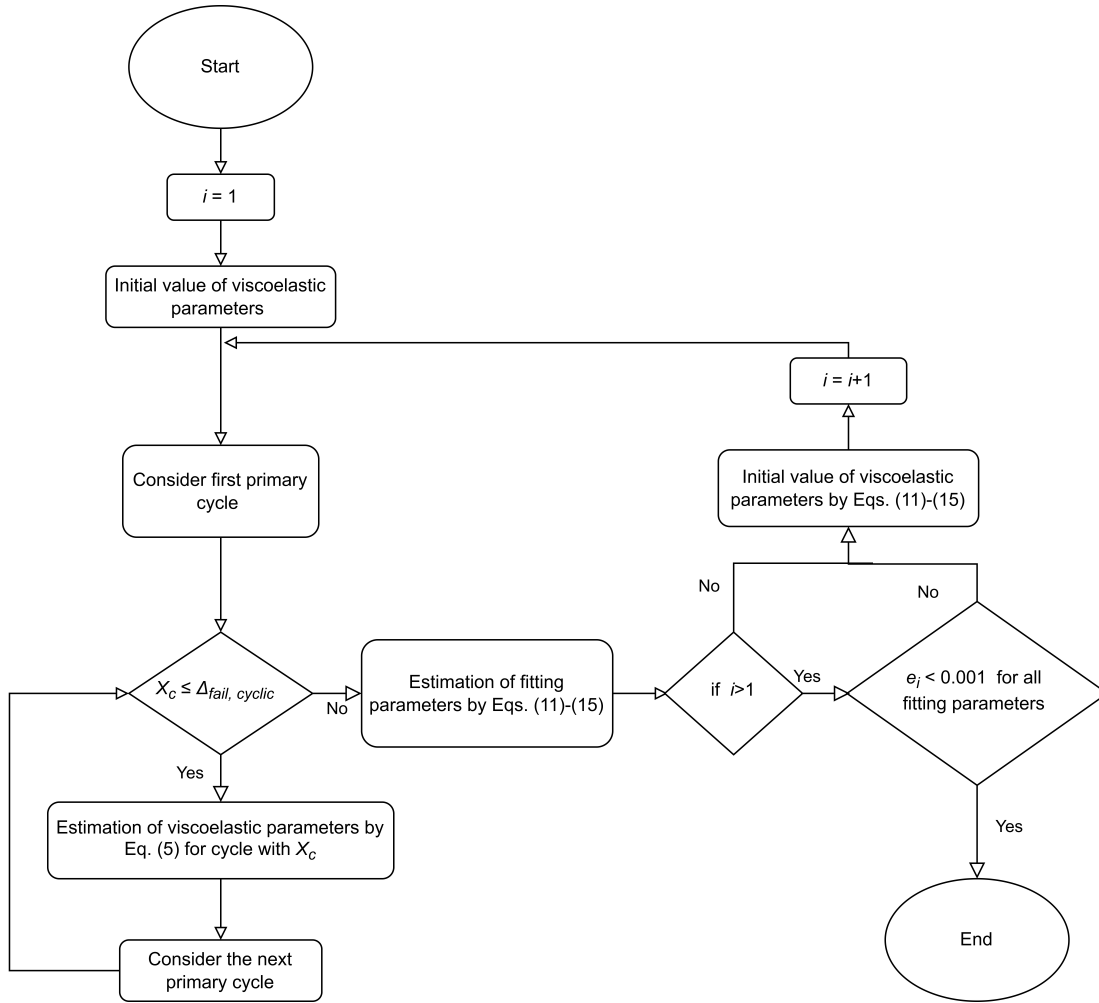 Start
i = 1
Initial value of viscoelastic
parameters
i = i+1
Consider first primary
cycle
Initial value of viscoelastic
parameters by Eqs. (11)-(15)
No
No
X_c ≤ Δ_fail, cyclic
No
Estimation of fitting
parameters by Eqs. (11)-(15)
if i>1
Yes
e_i < 0.001 for all
fitting parameters
Yes
Estimation of viscoelastic parameters by
Eq. (5) for cycle with X_c
Yes
Consider the next
primary cycle
End